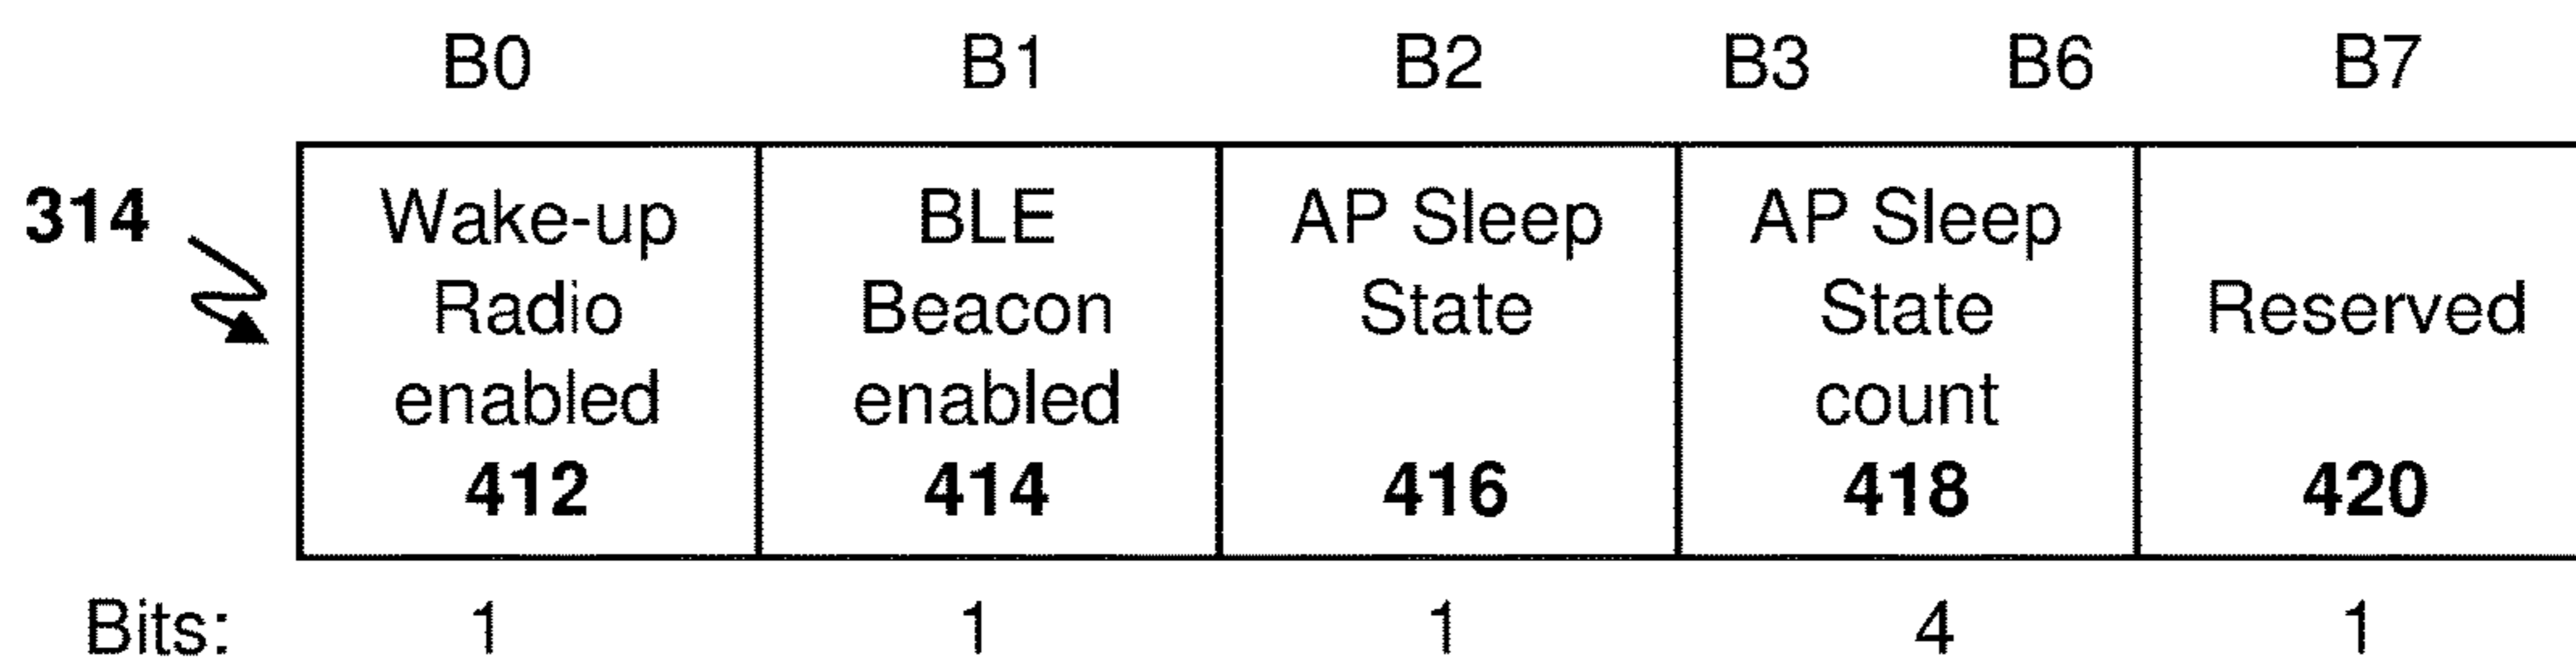 B0 B1 B2 B3 B6 B7
314
Wake-up Radio enabled 412
BLE Beacon enabled 414
AP Sleep State 416
AP Sleep State count 418
Reserved 420
Bits: 1 1 1 4 1